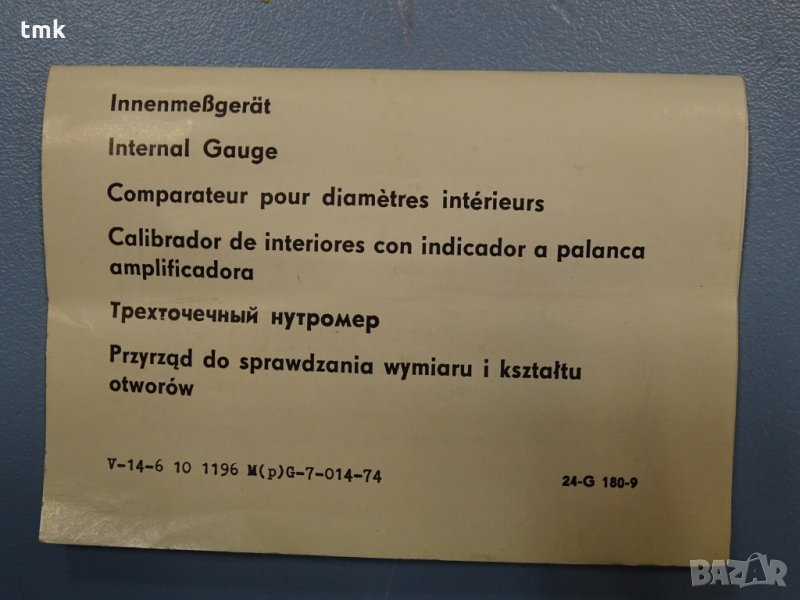 tmk
Innenmeßgerät
Internal Gauge
Comparateur pour diamètres intérieurs
Calibrador de interiores con indicador a palanca
amplificadora
Трехточечный нутромер
Przyrząd do sprawdzania wymiaru i kształtu
otworów
V-14-6 10 1196 M(p)G-7-014-74
24-G 180-9
BAZAR